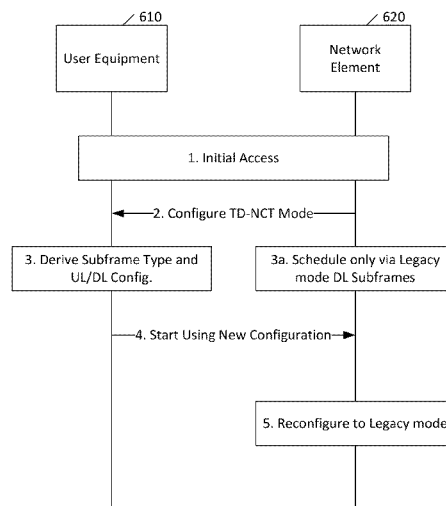 610
620
User Equipment
Network
Element
1. Initial Access
2. Configure TD-NCT Mode
3. Derive Subframe Type and
UL/DL Config.
3a. Schedule only via Legacy
mode DL Subframes
4. Start Using New Configuration
5. Reconfigure to Legacy mode